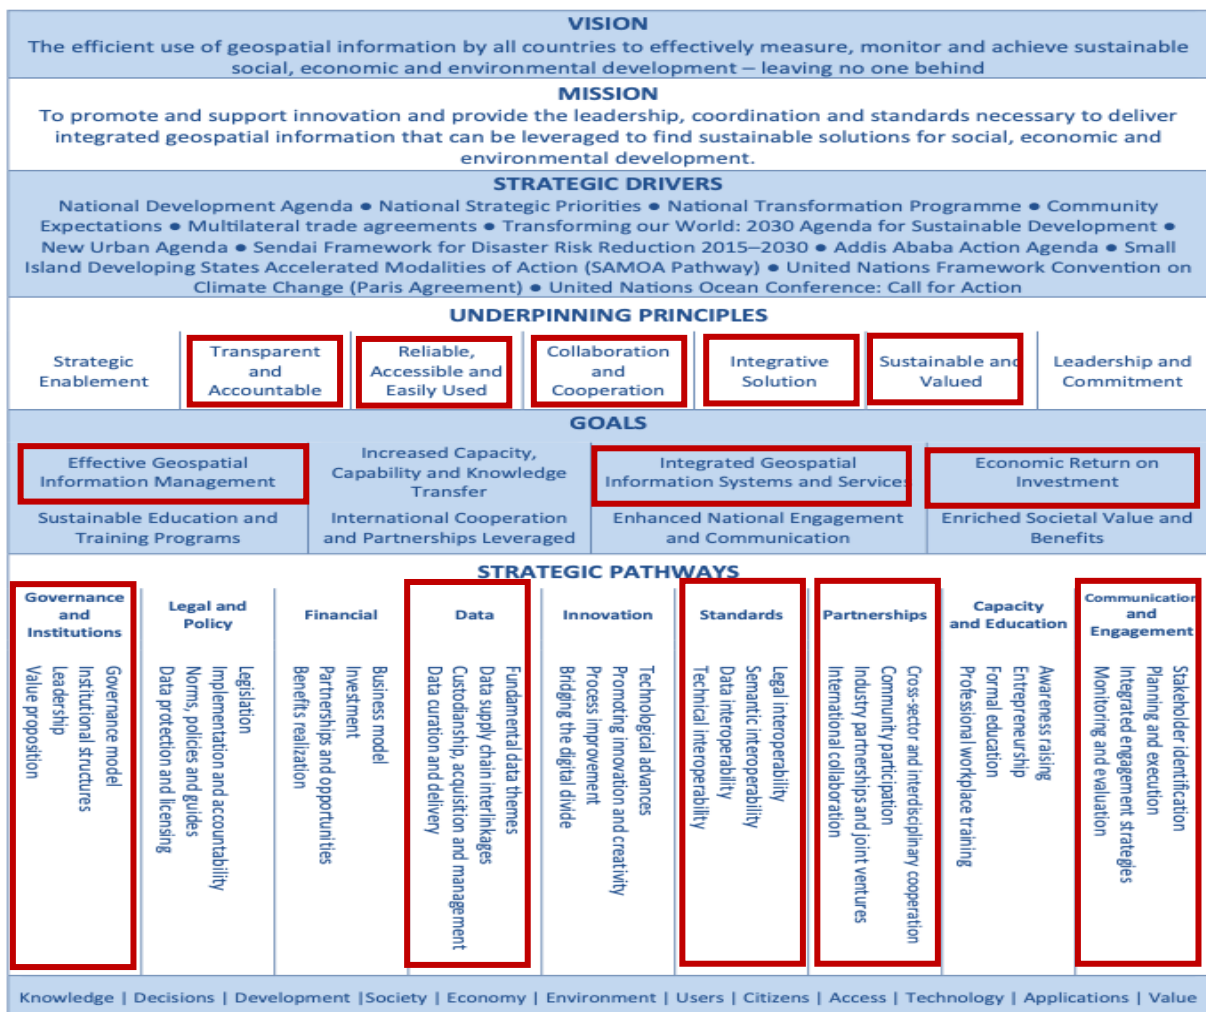 VISION
The efficient use of geospatial information by all countries to effectively measure, monitor and achieve sustainable
social, economic and environmental development – leaving no one behind
MISSION
To promote and support innovation and provide the leadership, coordination and standards necessary to deliver
integrated geospatial information that can be leveraged to find sustainable solutions for social, economic and
environmental development.
STRATEGIC DRIVERS
National Development Agenda ● National Strategic Priorities ● National Transformation Programme ● Community
Expectations ● Multilateral trade agreements ● Transforming our World: 2030 Agenda for Sustainable Development ●
New Urban Agenda ● Sendai Framework for Disaster Risk Reduction 2015–2030 ● Addis Ababa Action Agenda ● Small
Island Developing States Accelerated Modalities of Action (SAMOA Pathway) ● United Nations Framework Convention on
Climate Change (Paris Agreement) ● United Nations Ocean Conference: Call for Action
UNDERPINNING PRINCIPLES
Strategic
Enablement
Transparent
and
Accountable
Reliable,
Accessible and
Easily Used
Collaboration
and
Cooperation
Integrative
Solution
Sustainable and
Valued
Leadership and
Commitment
GOALS
Effective Geospatial
Information Management
Increased Capacity,
Capability and Knowledge
Transfer
Integrated Geospatial
Information Systems and Services
Economic Return on
Investment
Sustainable Education and
Training Programs
International Cooperation
and Partnerships Leveraged
Enhanced National Engagement
and Communication
Enriched Societal Value and
Benefits
STRATEGIC PATHWAYS
Governance
and
Institutions
Governance model
Institutional structures
Leadership
Value proposition
Legal and
Policy
Legislation
Implementation and accountability
Norms, policies and guides
Data protection and licensing
Financial
Business model
Investment
Partnerships and opportunities
Benefits realization
Data
Fundamental data themes
Data supply chain interlinkages
Custodianship, acquisition and management
Data curation and delivery
Innovation
Technological advances
Promoting innovation and creativity
Process improvement
Bridging the digital divide
Standards
Legal interoperability
Semantic interoperability
Data interoperability
Technical interoperability
Partnerships
Cross-sector and interdisciplinary cooperation
Community participation
Industry partnerships and joint ventures
International collaboration
Capacity
and Education
Awareness raising
Entrepreneurship
Formal education
Professional workplace training
Communication
and
Engagement
Stakeholder identification
Planning and execution
Integrated engagement strategies
Monitoring and evaluation
Knowledge | Decisions | Development |Society | Economy | Environment | Users | Citizens | Access | Technology | Applications | Value